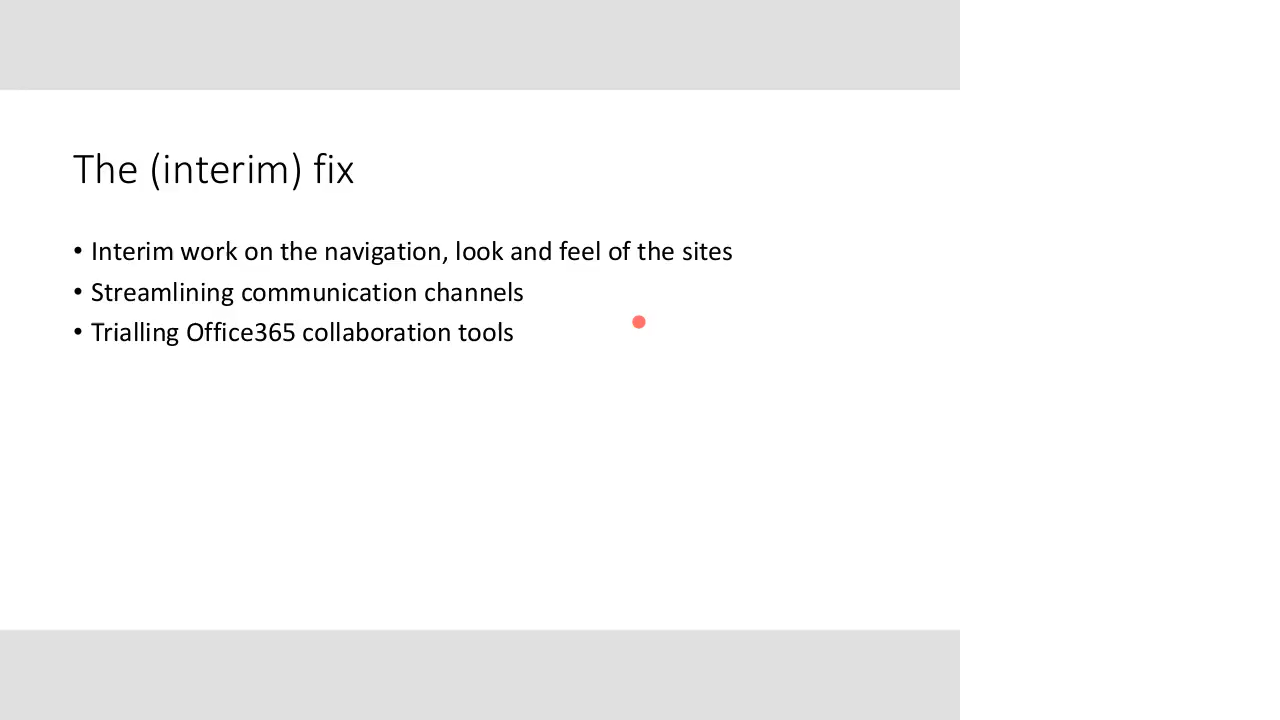 The (interim) fix
• Interim work on the navigation, look and feel of the sites
• Streamlining communication channels
• Trialling Office365 collaboration tools